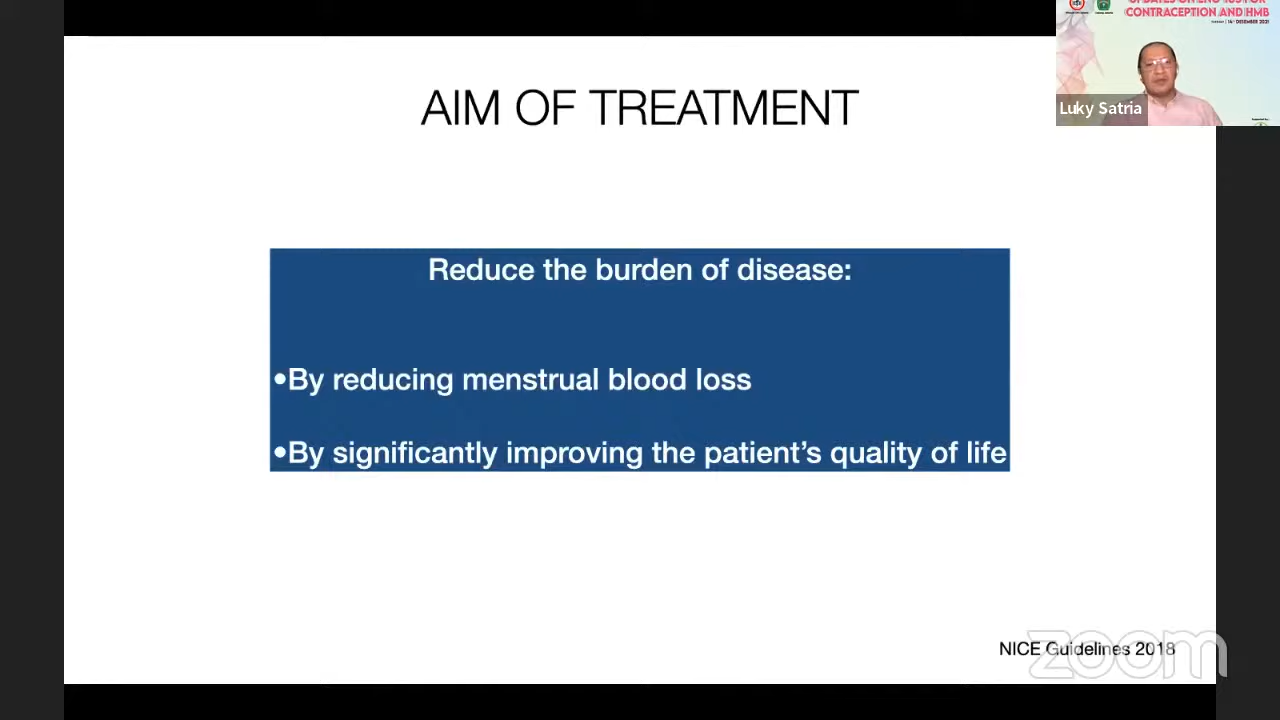 CONTRACEPTION AND HMB
Luky Satria
AIM OF TREATMENT
Reduce the burden of disease:
•By reducing menstrual blood loss
•By significantly improving the patient's quality of life
NICE Guidelines 2018
zoom